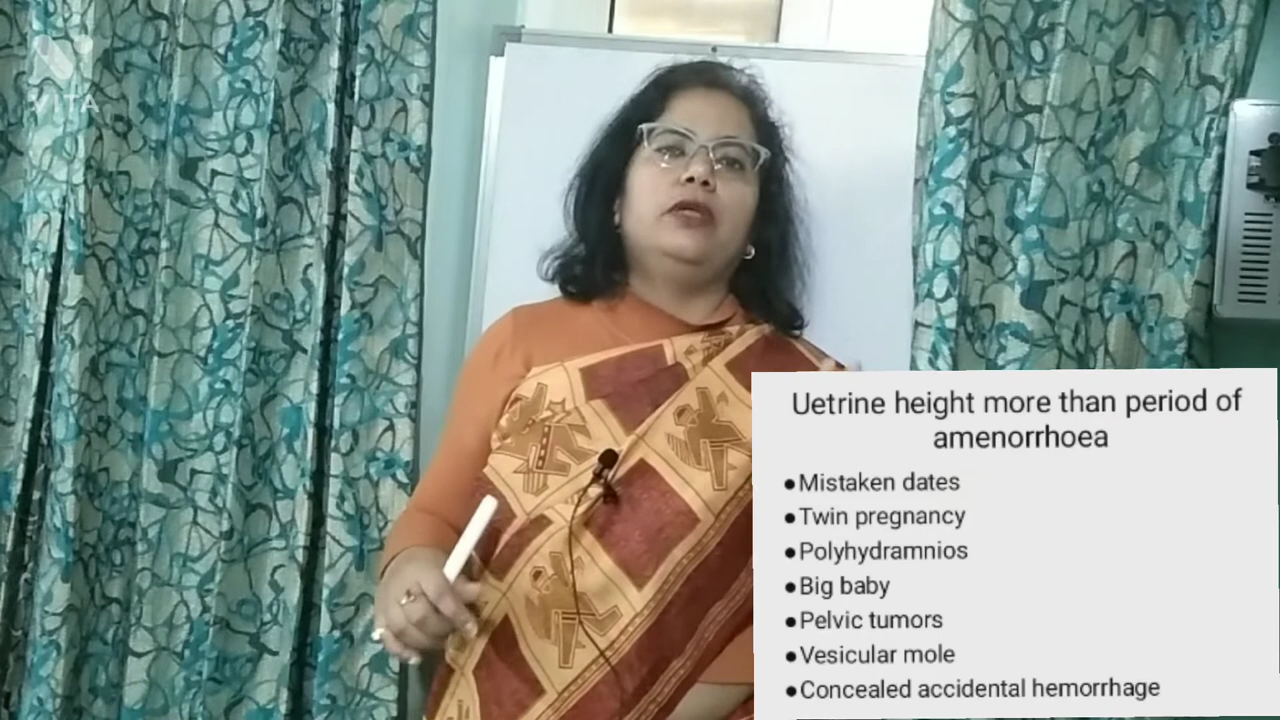 VITA
Uetrine height more than period of
amenorrhoea
●Mistaken dates
●Twin pregnancy
●Polyhydramnios
●Big baby
●Pelvic tumors
●Vesicular mole
●Concealed accidental hemorrhage